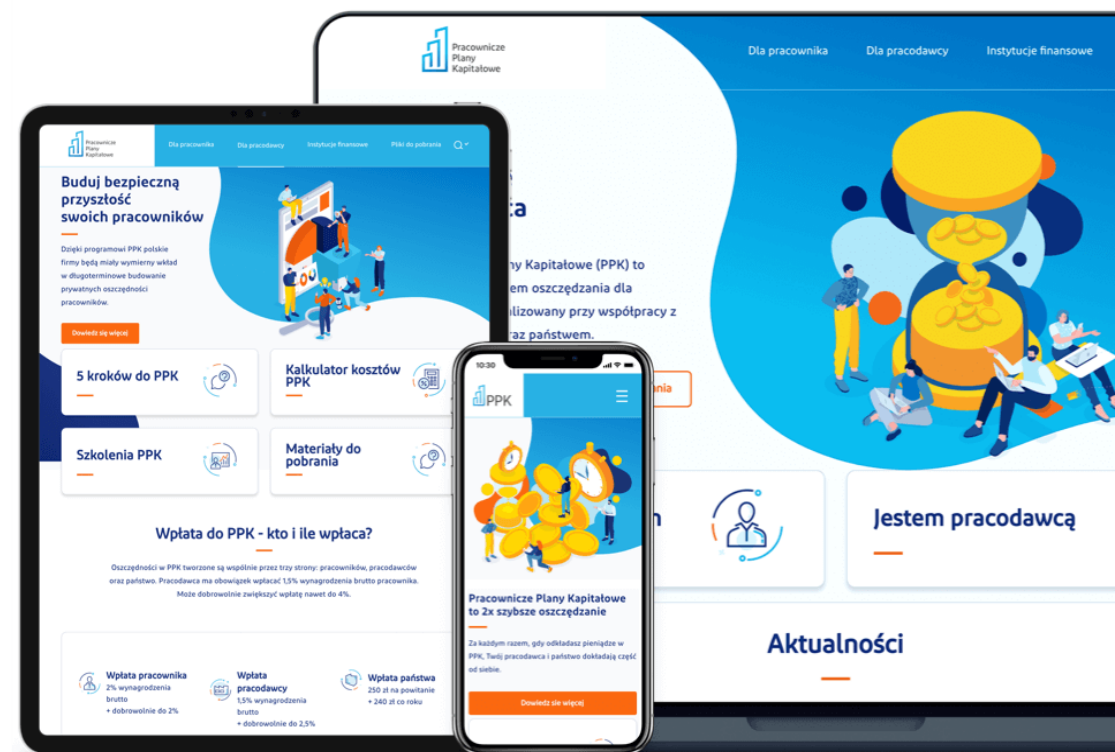 Pracownicze
Plany
Kapitałowe
Dla pracownika
Dla pracodawcy
Instytucje finansowe
ny Kapitałowe (PPK) to
em oszczędzania dla
alizowany przy współpracy z
raz państwem.
ania
Jestem pracodawcą
Aktualności
Pracownicze
Plany
Kapitałowe
Dla pracownika
Dla pracodawcy
Instytucje finansowe
Pliki do pobrania
Buduj bezpieczną
przyszłość
swoich pracowników
Dzięki programowi PPK polskie
firmy będą miały wymierny wkład
w długoterminowe budowanie
prywatnych oszczędności
pracowników.
Dowiedz się więcej
5 kroków do PPK
Kalkulator kosztów
PPK
Szkolenia PPK
Materiały do
pobrania
Wpłata do PPK - kto i ile wpłaca?
Oszczędności w PPK tworzone są wspólnie przez trzy strony: pracowników, pracodawców
oraz państwo. Pracodawca ma obowiązek wpłacać 1,5% wynagrodzenia brutto pracownika.
Może dobrowolnie zwiększyć wpłatę nawet do 4%.
Wpłata pracownika
2% wynagrodzenia
brutto
+ dobrowolnie do 2%
Wpłata
pracodawcy
1,5% wynagrodzenia
brutto
+ dobrowolnie do 2,5%
Wpłata państwa
250 zł na powitanie
+ 240 zł co roku
10:30
PPK
Pracownicze Plany Kapitałowe
to 2x szybsze oszczędzanie
Za każdym razem, gdy odkładasz pieniądze w
PPK, Twój pracodawca i państwo dokładają część
od siebie.
Dowiedz sie więcej